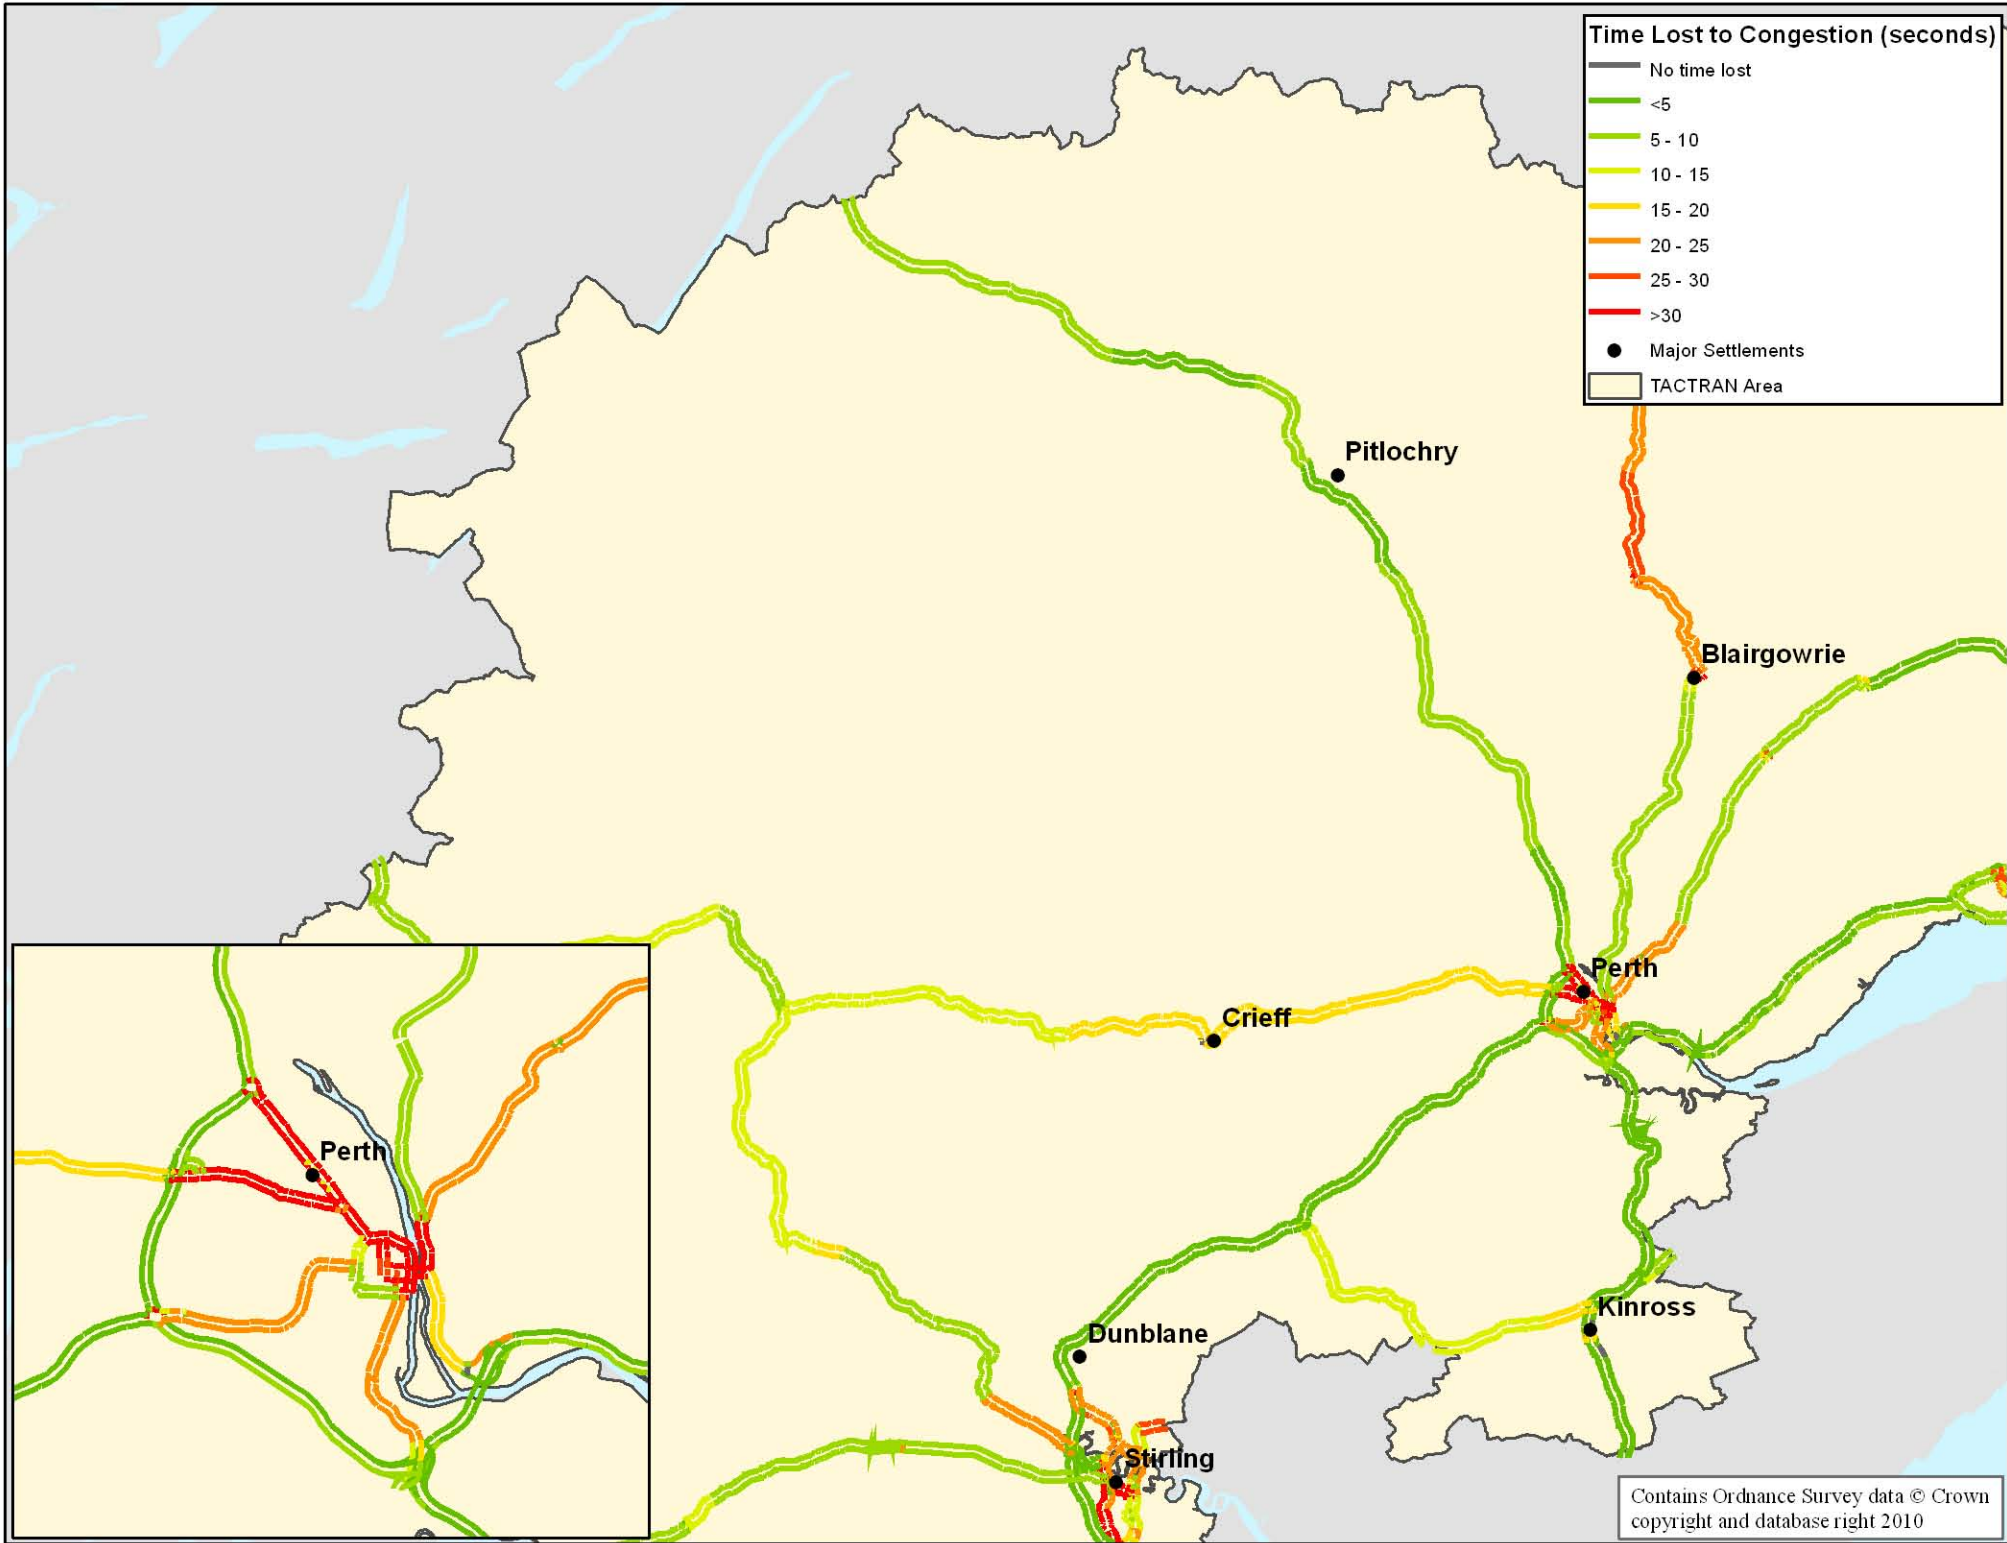 Time Lost to Congestion (seconds)
No time lost
<5
5 - 10
10 - 15
15 - 20
20 - 25
25 - 30
>30
Major Settlements
TACTRAN Area
Pitlochry
Blairgowrie
Perth
Crieff
Perth
Kinross
Dunblane
Stirling
Contains Ordnance Survey data © Crown
copyright and database right 2010